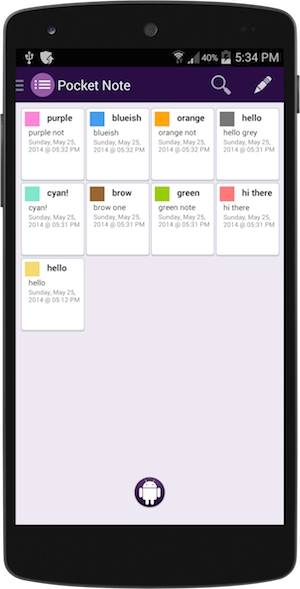 40% 5:34 PM
Pocket Note
purple
purple not
Sunday, May 25,
2014 @ 05:32 PM
blueish
blueish
Sunday, May 25,
2014 @ 05:32 PM
orange
orange not
Sunday, May 25,
2014 @ 05:32 PM
hello
hello grey
Sunday, May 25,
2014 @ 05:31 PM
cyan!
cyan!
Sunday, May 25,
2014 @ 05:31 PM
brow
brow one
Sunday, May 25,
2014 @ 05:31 PM
green
green note
Sunday, May 25,
2014 @ 05:31 PM
hi there
hi there
Sunday, May 25,
2014 @ 05:31 PM
hello
hello
Sunday, May 25,
2014 @ 05:12 PM